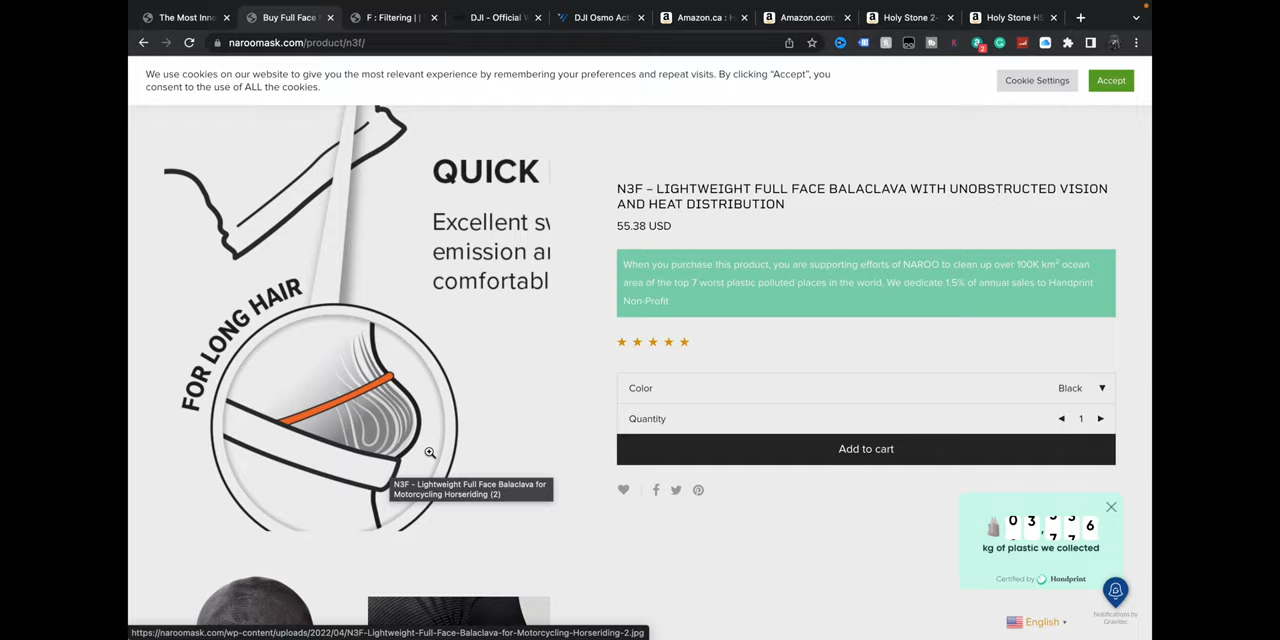 The Most Inno
Buy Full Face
F : Filtering |
DJI - Official W
DJI Osmo Act
Amazon.ca : H
Amazon.com:
Holy Stone 2-
Holy Stone HS
naroomask.com/product/n3f/
2
We use cookies on our website to give you the most relevant experience by remembering your preferences and repeat visits. By clicking “Accept”, you
consent to the use of ALL the cookies.
Cookie Settings
Accept
QUICK
Excellent sw
emission an
comfortabl
FOR LONG HAIR
N3F - Lightweight Full Face Balaclava for
Motorcycling Horseriding (2)
N3F – LIGHTWEIGHT FULL FACE BALACLAVA WITH UNOBSTRUCTED VISION
AND HEAT DISTRIBUTION
55.38 USD
When you purchase this product, you are supporting efforts of NAROO to clean up over 100K km² ocean
area of the top 7 worst plastic polluted places in the world. We dedicate 1.5% of annual sales to Handprint
Non-Profit
Color
Black
Quantity
1
Add to cart
kg of plastic we collected
Certified by Handprint
Notifications by
Gravitec
English
https://naroomask.com/wp-content/uploads/2022/04/N3F-Lightweight-Full-Face-Balaclava-for-Motorcycling-Horseriding-2.jpg